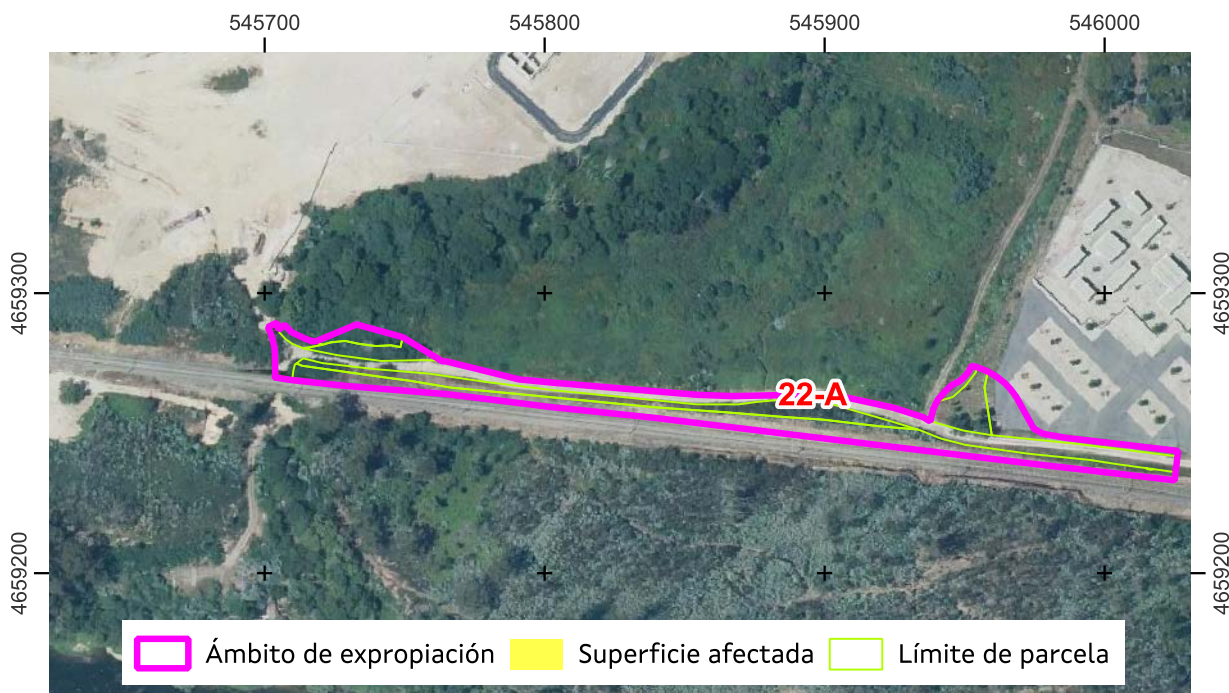 545700 545800 545900 546000
4659300 4659300
22-A
4659200 4659200
Ámbito de expropiación Superficie afectada Límite de parcela